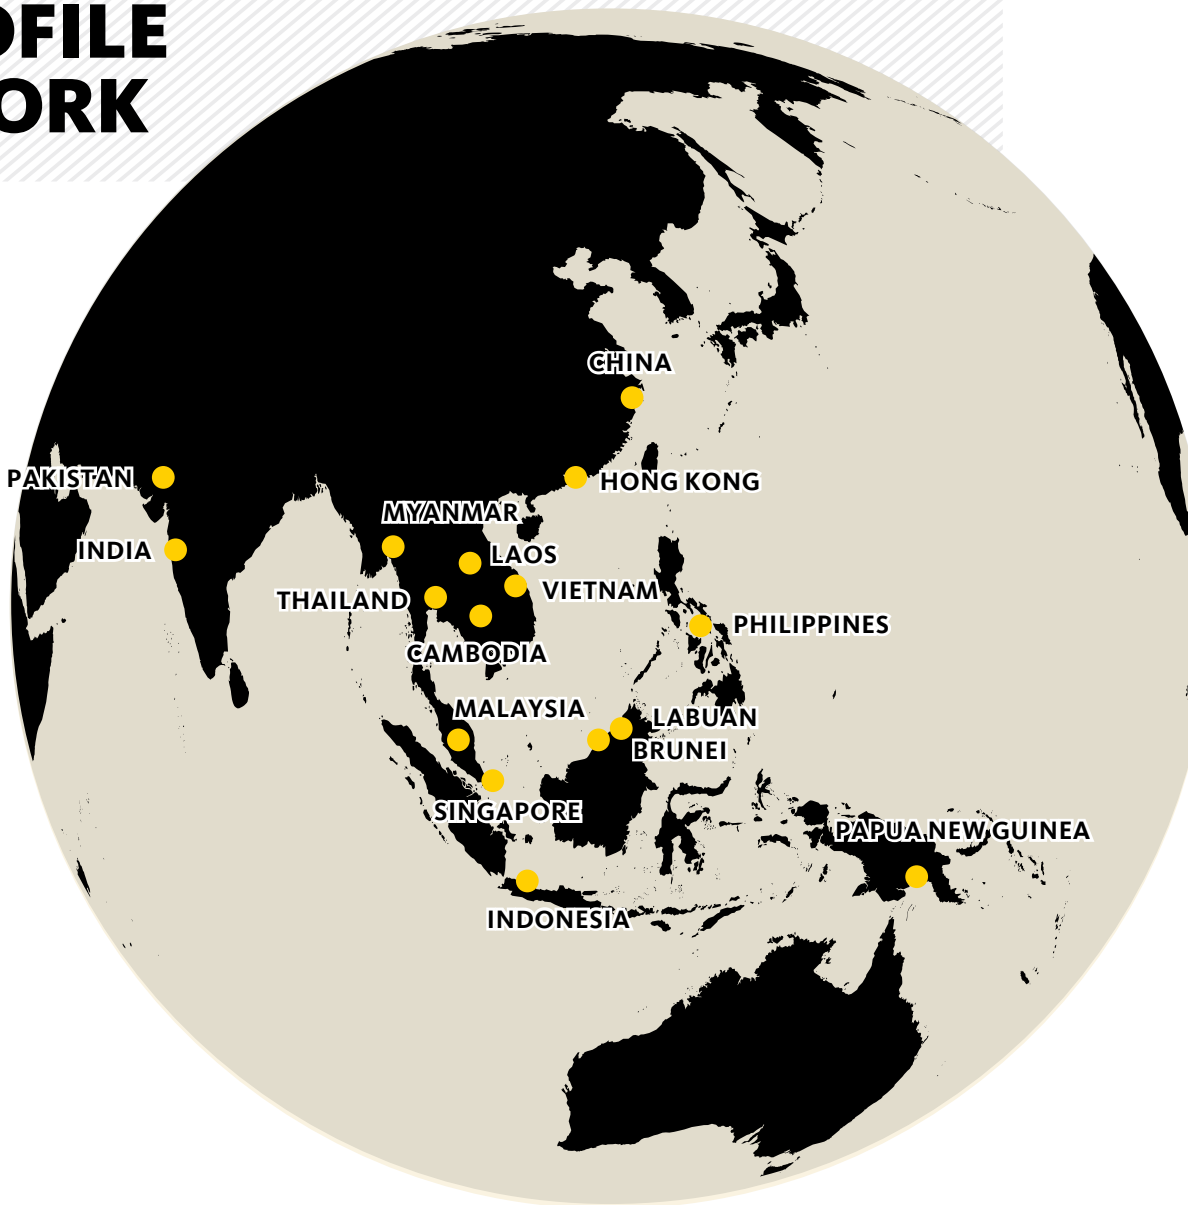 OFILE
ORK
CHINA
PAKISTAN
HONG KONG
MYANMAR
INDIA
LAOS
VIETNAM
THAILAND
PHILIPPINES
CAMBODIA
MALAYSIA
LABUAN
BRUNEI
SINGAPORE
PAPUA NEW GUINEA
INDONESIA